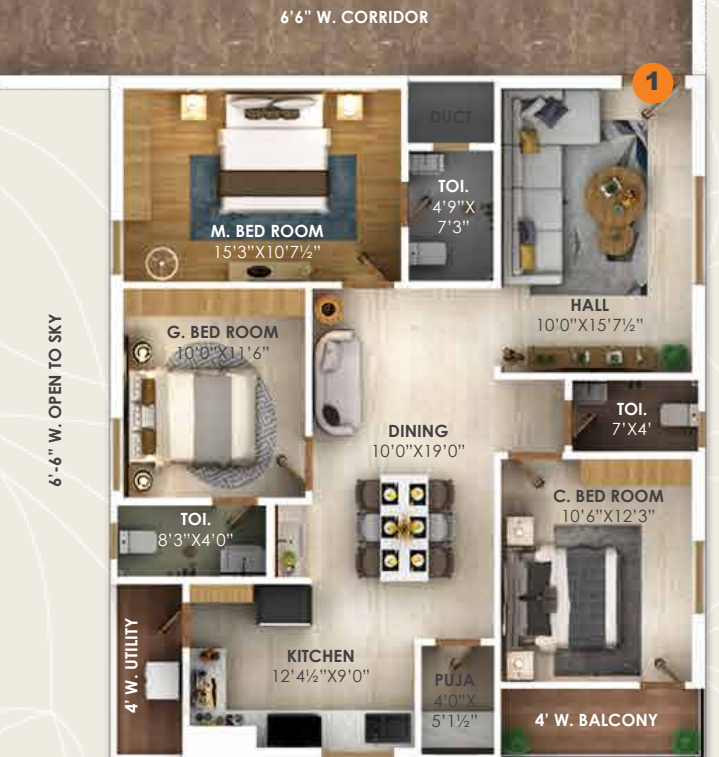 6'6" W. CORRIDOR
1
DUCT
TOI.
4'9"X
7'3"
M. BED ROOM
15'3"X10'7½"
HALL
10'0"X15'7½"
G. BED ROOM
10'0"X11'6"
6'-6" W. OPEN TO SKY
DINING
10'0"X19'0"
TOI.
7'X4'
C. BED ROOM
10'6"X12'3"
TOI.
8'3"X4'0"
4' W. UTILITY
KITCHEN
12'4½"X9'0"
PUJA
4'0"X
5'1½"
4' W. BALCONY